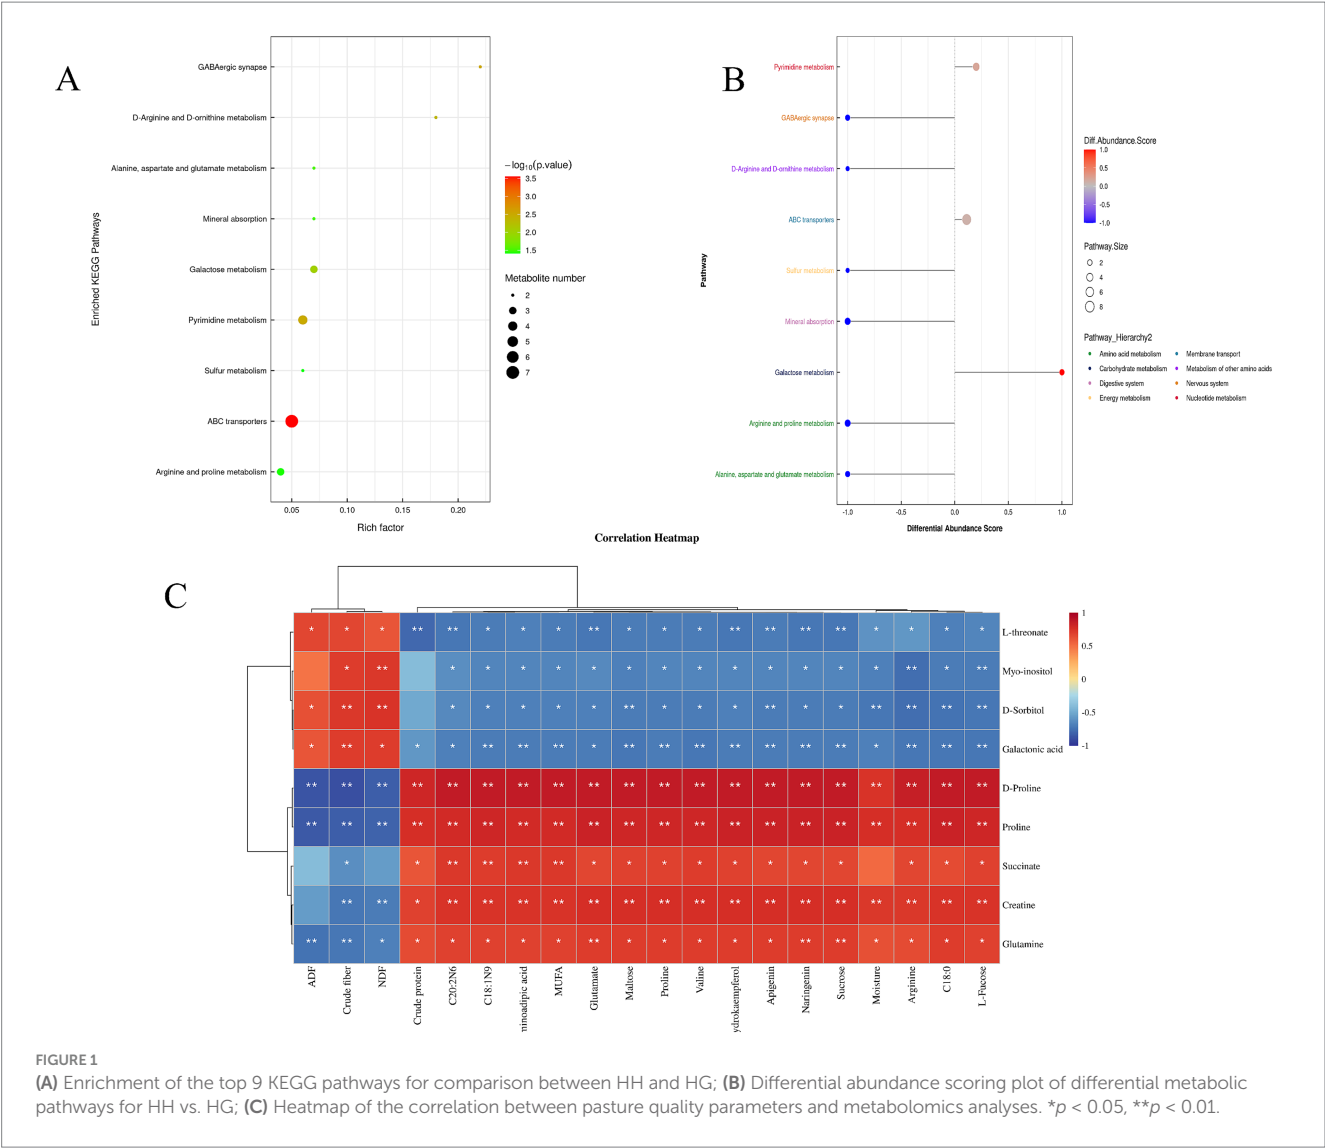 A
Enriched KEGG Pathways
GABAergic synapse
D-Arginine and D-ornithine metabolism
Alanine, aspartate and glutamate metabolism
Mineral absorption
Galactose metabolism
Pyrimidine metabolism
Sulfur metabolism
ABC transporters
Arginine and proline metabolism
0.05 0.10 0.15 0.20
Rich factor
−log10(p.value)
3.5
3.0
2.5
2.0
1.5
Metabolite number
2
3
4
5
6
7
B
Pathway
Pyrimidine metabolism
GABAergic synapse
D-Arginine and D-ornithine metabolism
ABC transporters
Sulfur metabolism
Mineral absorption
Galactose metabolism
Arginine and proline metabolism
Alanine, aspartate and glutamate metabolism
-1.0 -0.5 0.0 0.5 1.0
Differential Abundance Score
Diff.Abundance.Score
1.0
0.5
0.0
-0.5
-1.0
Pathway.Size
2
4
6
8
Pathway_Hierarchy2
Amino acid metabolism Membrane transport
Carbohydrate metabolism Metabolism of other amino acids
Digestive system Nervous system
Energy metabolism Nucleotide metabolism
Correlation Heatmap
C
* * * ** ** * * * ** * * * ** ** ** ** * * * * L-threonate
* ** * * * * * * * * * * * * * ** * ** Myo-inositol
* ** ** * * * * * ** * * * ** * * ** ** ** ** D-Sorbitol
* ** * * * ** ** ** * ** ** ** ** * ** ** * ** ** ** Galactonic acid
** ** ** ** ** ** ** ** ** ** ** ** ** ** ** ** ** ** ** ** D-Proline
** ** ** ** ** ** ** ** ** ** ** ** ** ** ** ** ** ** ** ** Proline
* * ** ** ** ** * * * * * * * * * * * Succinate
** ** * ** ** ** ** ** ** ** ** ** ** ** ** ** ** ** ** Creatine
** ** * * * * * * ** * * * * * ** ** * * * * Glutamine
ADF Crude fiber NDF Crude protein C20:2N6 C18:1N9 minoadipic acid MUFA Glutamate Maltose Proline Valine ydrokaempferol Apigenin Naringenin Sucrose Moisture Arginine C18:0 L-Fucose
1
0.5
0
-0.5
-1
FIGURE 1
(A) Enrichment of the top 9 KEGG pathways for comparison between HH and HG; (B) Differential abundance scoring plot of differential metabolic
pathways for HH vs. HG; (C) Heatmap of the correlation between pasture quality parameters and metabolomics analyses. *p < 0.05, **p < 0.01.